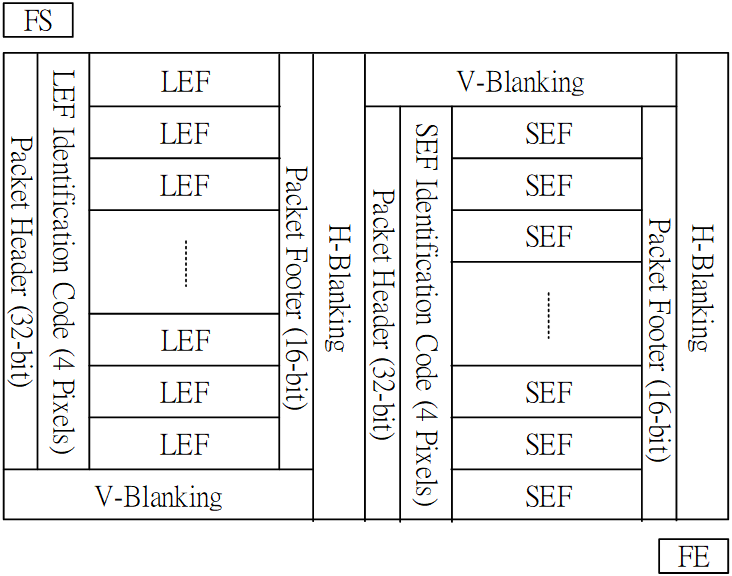 FS
Packet Header (32-bit)
LEF Identification Code (4 Pixels)
LEF
LEF
LEF
LEF
LEF
LEF
Packet Footer (16-bit)
V-Blanking
H-Blanking
V-Blanking
Packet Header (32-bit)
SEF Identification Code (4 Pixels)
SEF
SEF
SEF
SEF
SEF
SEF
Packet Footer (16-bit)
H-Blanking
FE